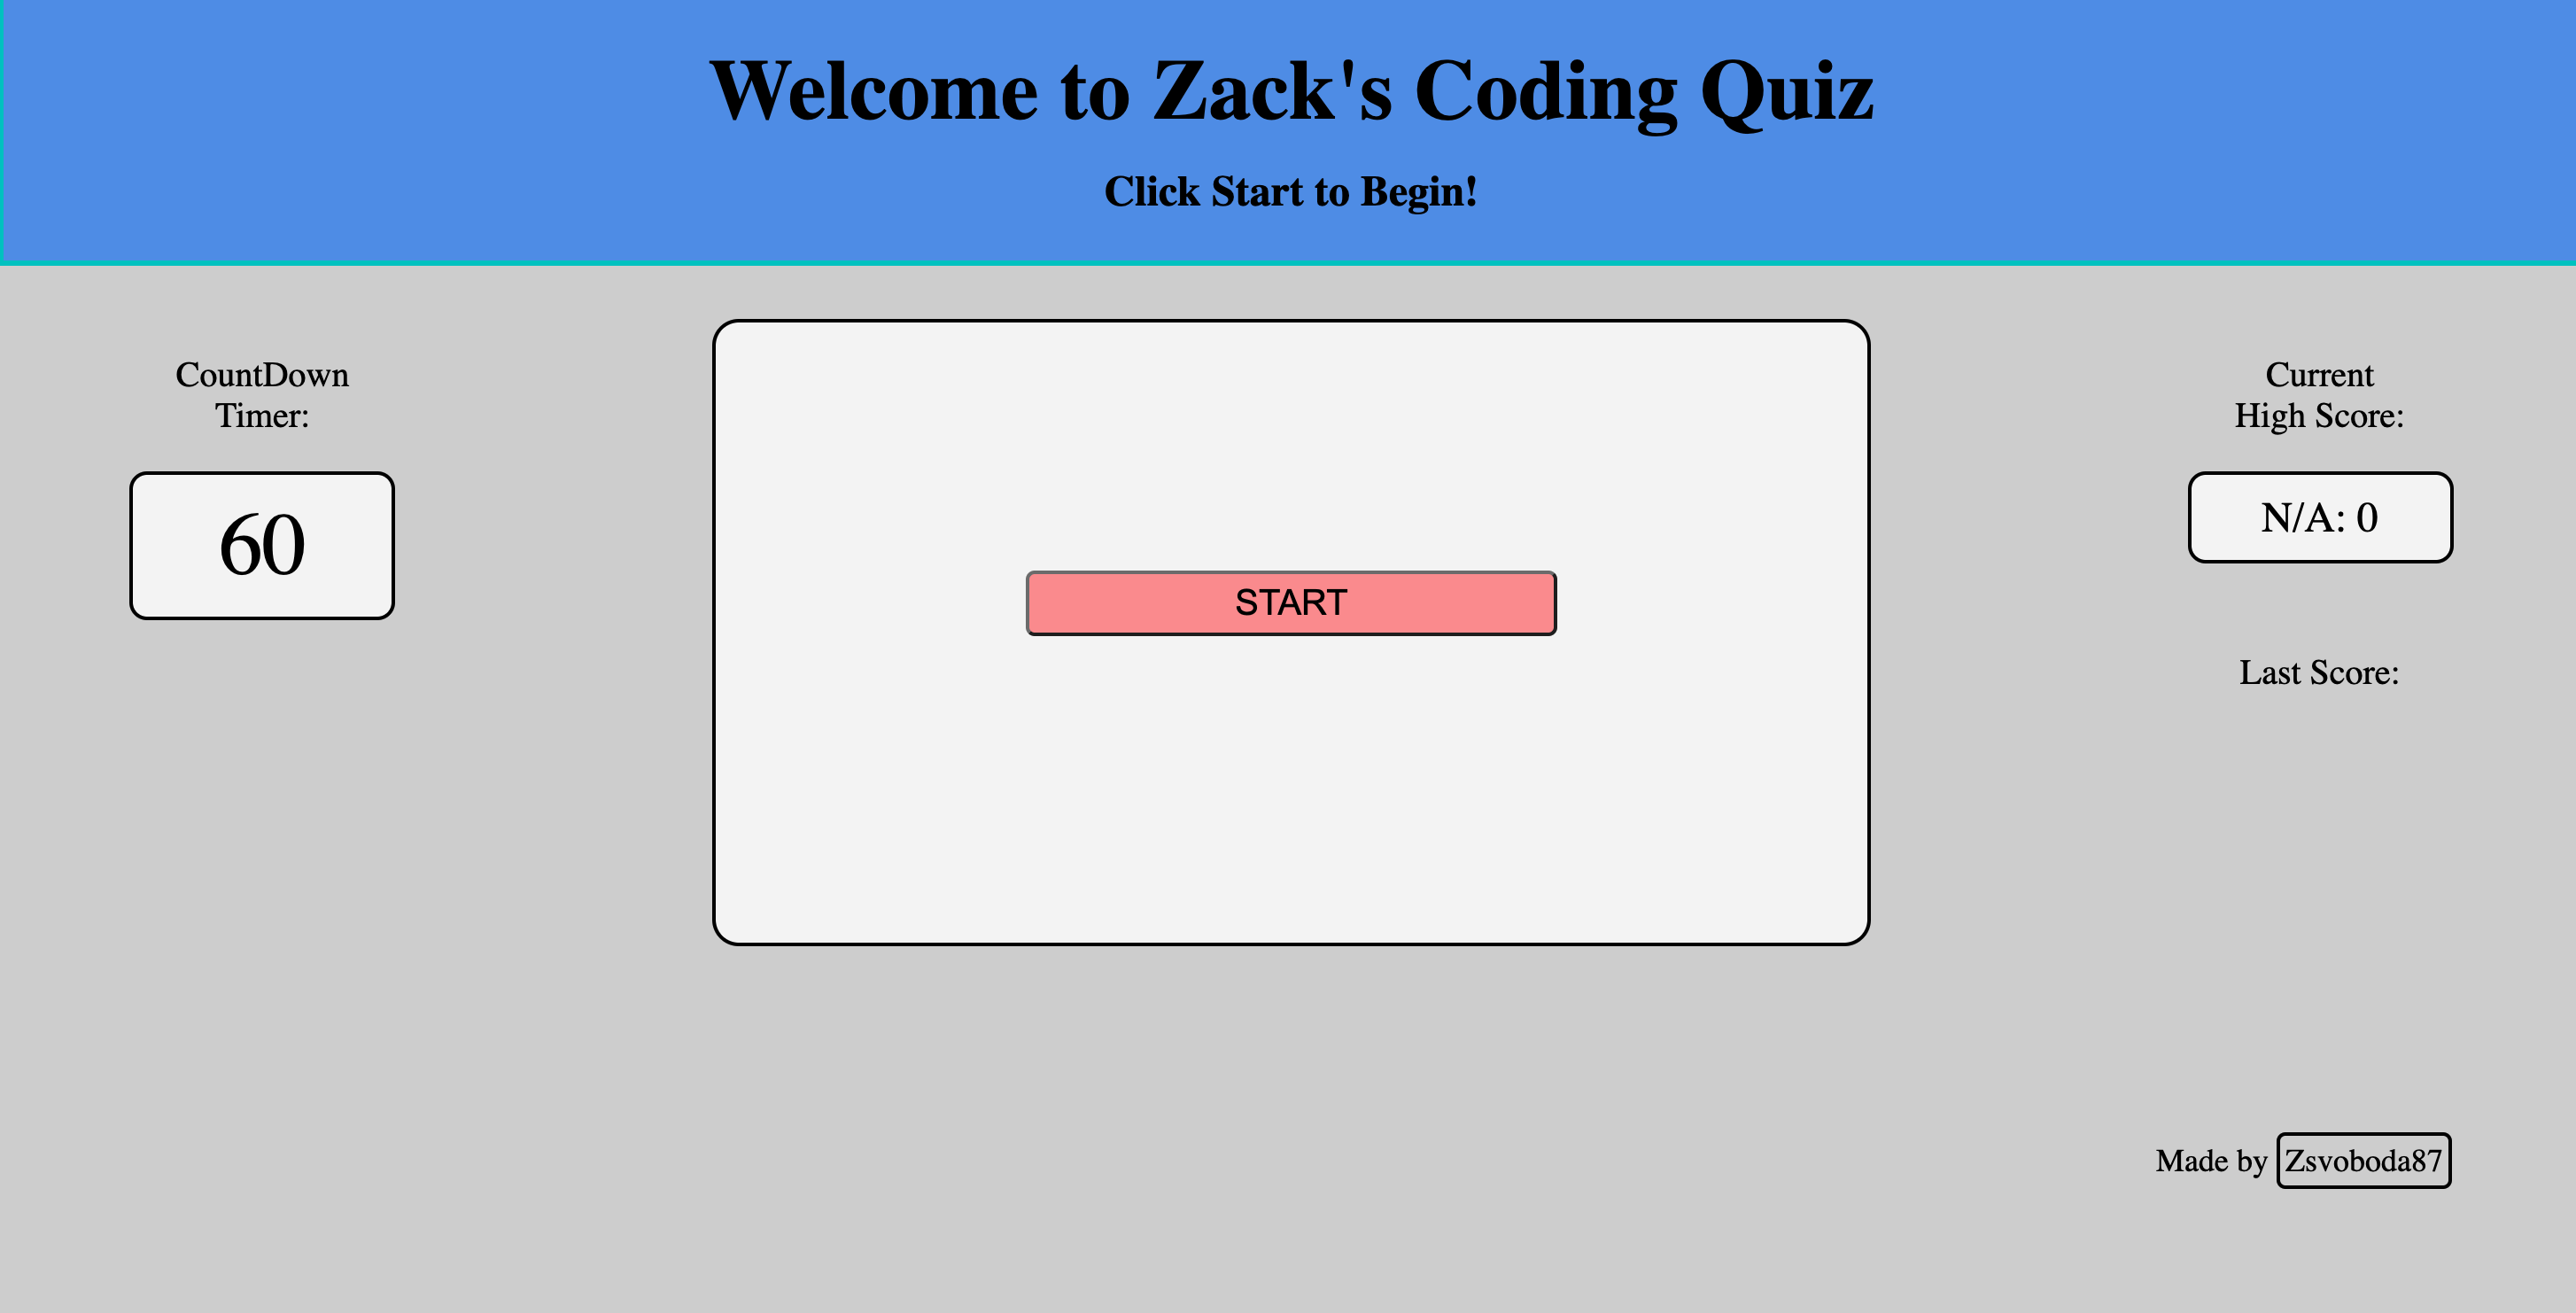 Welcome to Zack's Coding Quiz
Click Start to Begin!
CountDown
Timer:
60
START
Current
High Score:
N/A: 0
Last Score:
Made by Zsvoboda87